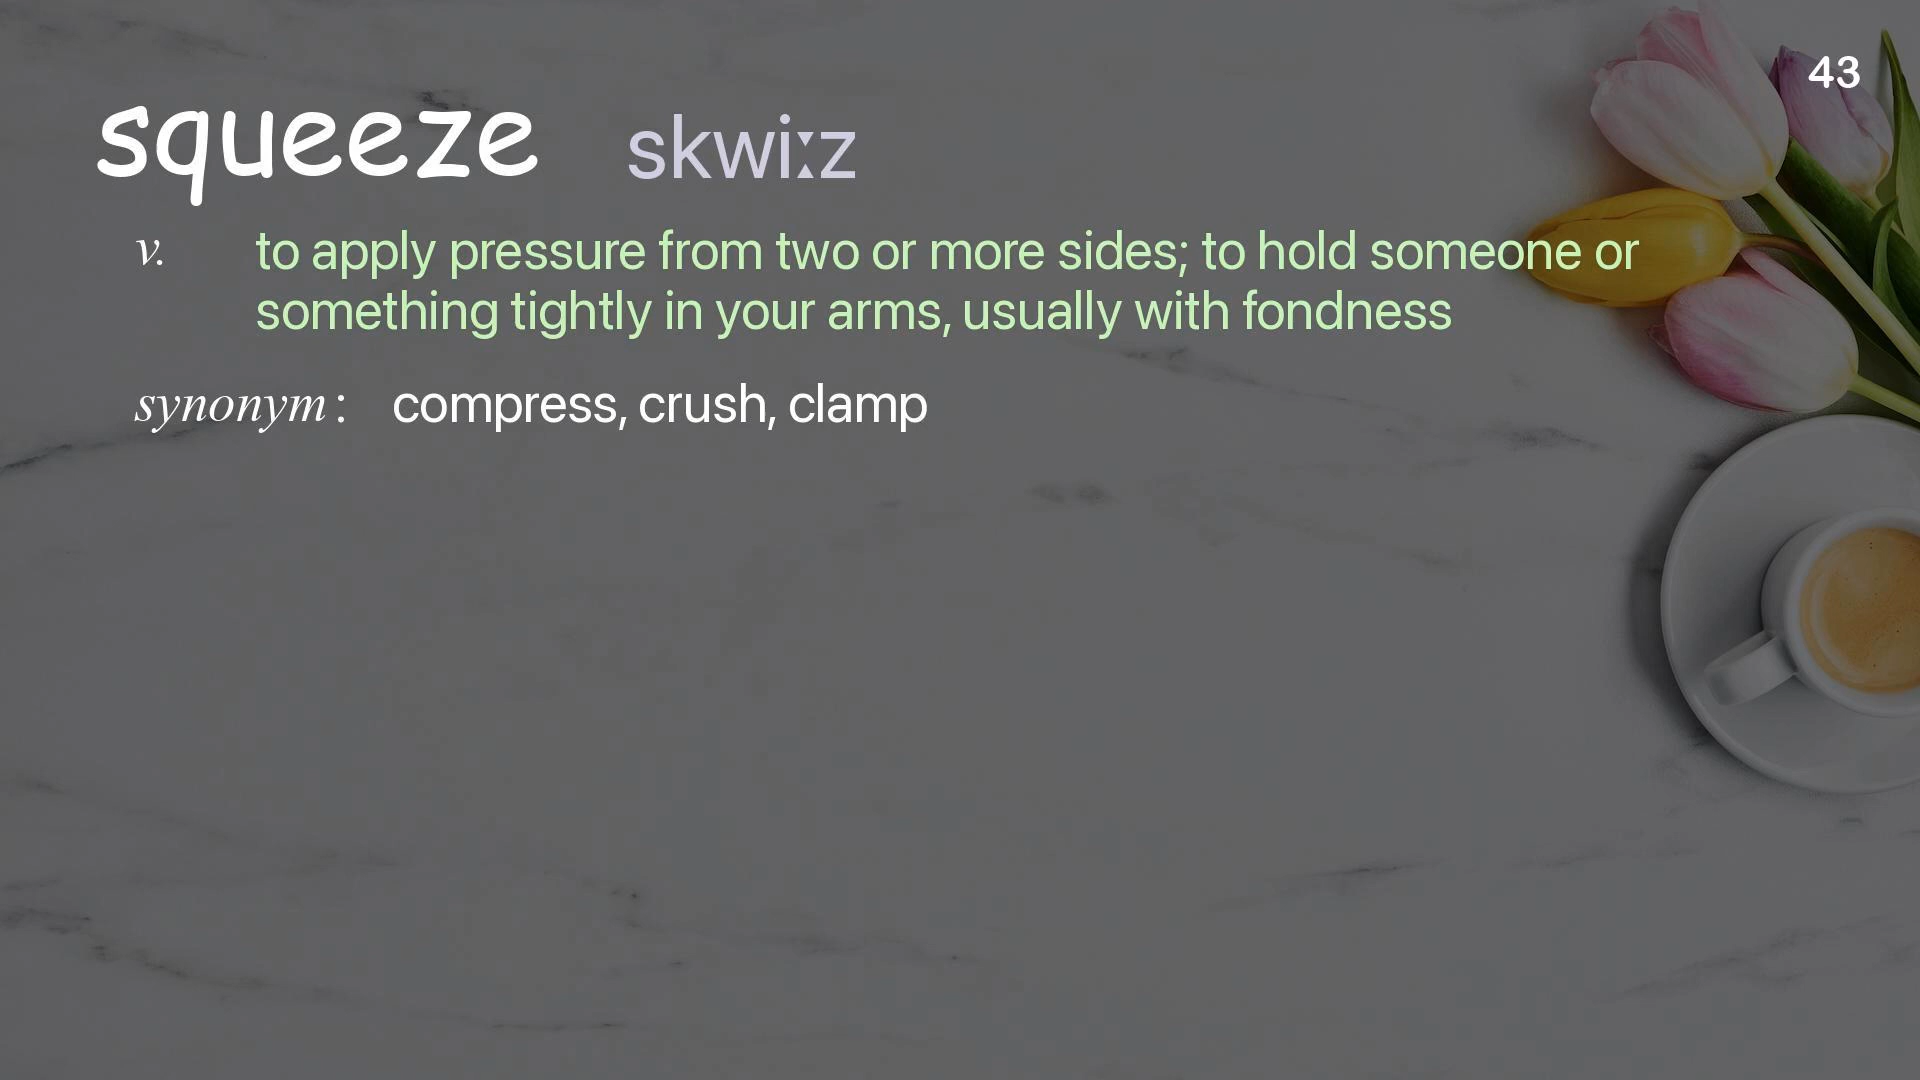 43
squeeze skwiːz
v. to apply pressure from two or more sides; to hold someone or
something tightly in your arms, usually with fondness
synonym : compress, crush, clamp